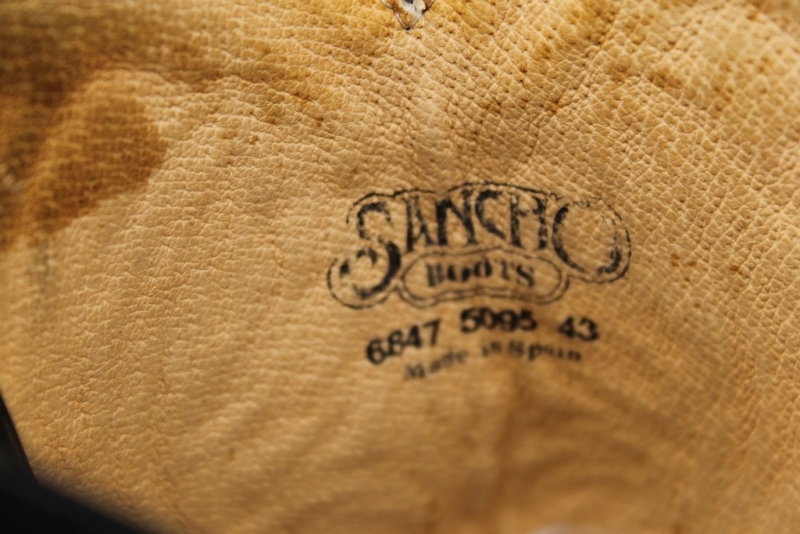 SANCHO
BOOTS
6847 5095 43
Made in Spain